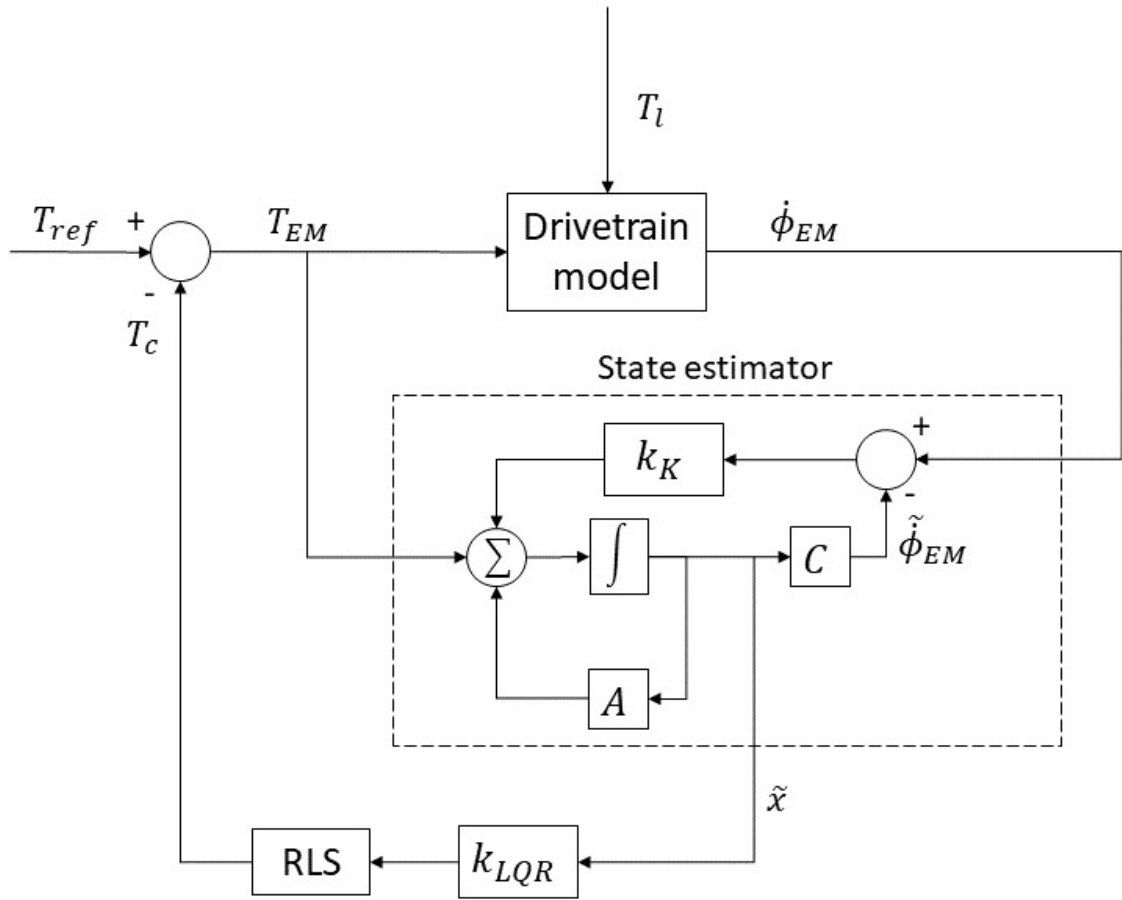 T_l
T_ref
+
-
T_c
T_EM
Drivetrain
model
ϕ̇_EM
State estimator
k_K
+
-
∑
∫
C
ϕ̇̃_EM
A
x̃
RLS
k_LQR